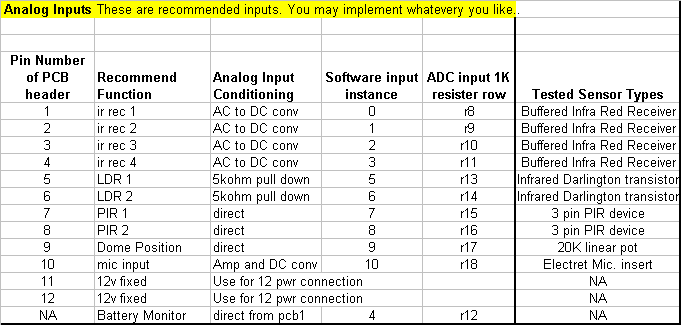 Analog Inputs These are recommended inputs. You may implement whatevery you like..
Pin Number of PCB header Recommend Function Analog Input Conditioning Software input instance ADC input 1K resister row Tested Sensor Types
1 ir rec 1 AC to DC conv 0 r8 Buffered Infra Red Receiver
2 ir rec 2 AC to DC conv 1 r9 Buffered Infra Red Receiver
3 ir rec 3 AC to DC conv 2 r10 Buffered Infra Red Receiver
4 ir rec 4 AC to DC conv 3 r11 Buffered Infra Red Receiver
5 LDR 1 5kohm pull down 5 r13 Infrared Darlington transistor
6 LDR 2 5kohm pull down 6 r14 Infrared Darlington transistor
7 PIR 1 direct 7 r15 3 pin PIR device
8 PIR 2 direct 8 r16 3 pin PIR device
9 Dome Position direct 9 r17 20K linear pot
10 mic input Amp and DC conv 10 r18 Electret Mic. insert
11 12v fixed Use for 12 pwr connection NA
12 12v fixed Use for 12 pwr connection NA
NA Battery Monitor direct from pcb1 4 r12 NA